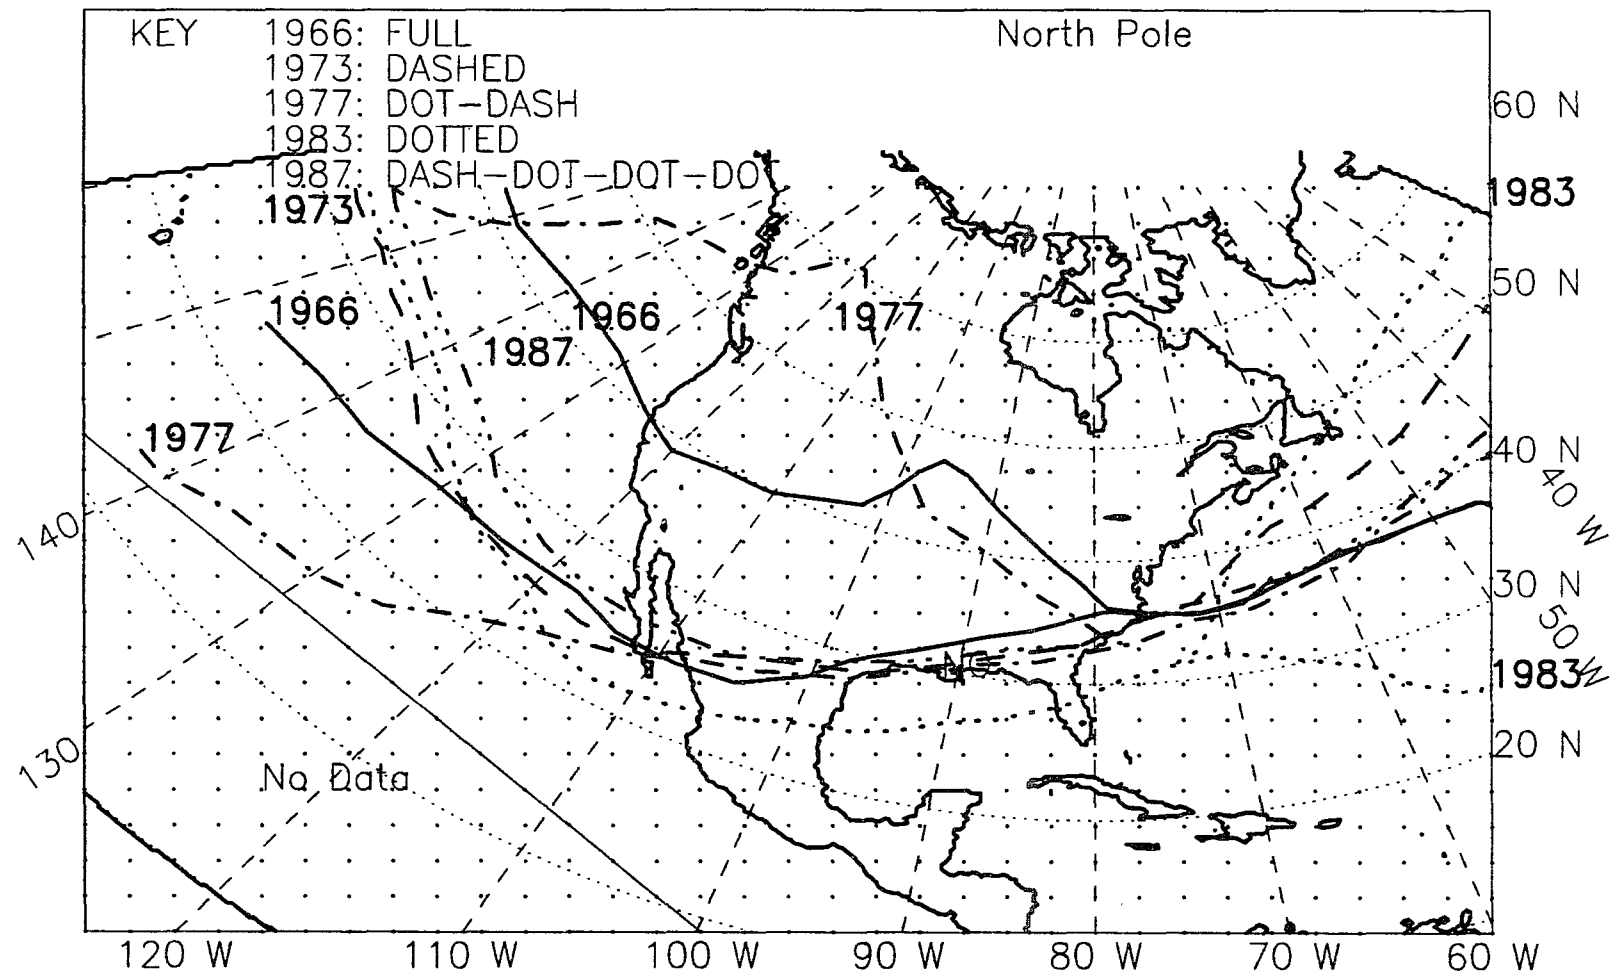 KEY 1966: FULL North Pole
1973: DASHED
1977: DOT-DASH 60 N
1983: DOTTED
1987: DASH-DOT-DOT-DOT
1983
1973
50 N
1966 1966 1977
1987
1977
40 N
40 W
140
30 N
50 W
1983
130
No Data
20 N
120 W 110 W 100 W 90 W 80 W 70 W 60 W